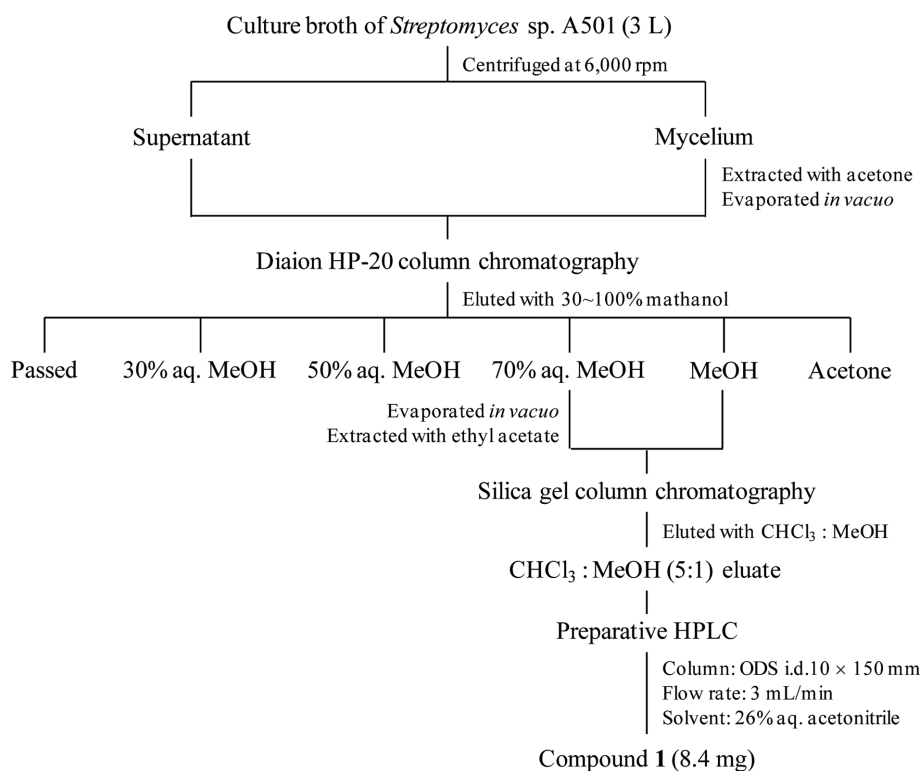 Culture broth of Streptomyces sp. A501 (3 L)
Centrifuged at 6,000 rpm
Supernatant
Mycelium
Extracted with acetone
Evaporated in vacuo
Diaion HP-20 column chromatography
Eluted with 30~100% mathanol
Passed
30% aq. MeOH
50% aq. MeOH
70% aq. MeOH
MeOH
Acetone
Evaporated in vacuo
Extracted with ethyl acetate
Silica gel column chromatography
Eluted with CHCl₃ : MeOH
CHCl₃ : MeOH (5:1) eluate
Preparative HPLC
Column: ODS i.d.10 × 150 mm
Flow rate: 3 mL/min
Solvent: 26% aq. acetonitrile
Compound 1 (8.4 mg)